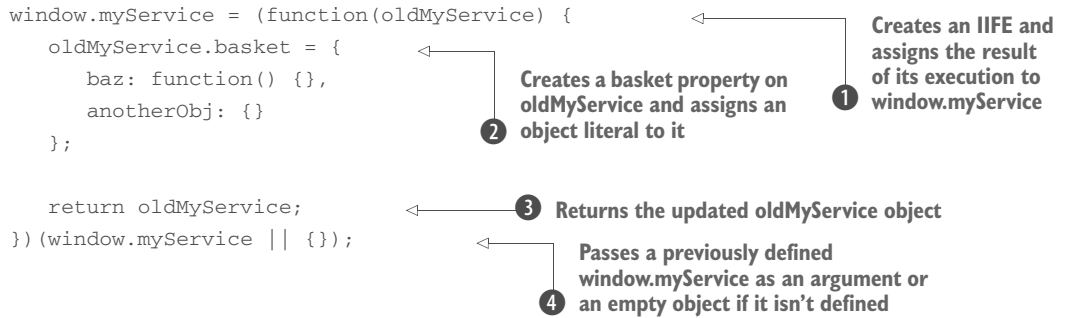 window.myService = (function(oldMyService) {
Creates an IIFE and
assigns the result
of its execution to
1 window.myService
oldMyService.basket = {
baz: function() {},
anotherObj: {}
};
Creates a basket property on
oldMyService and assigns an
2 object literal to it
return oldMyService;
3 Returns the updated oldMyService object
})(window.myService || {});
Passes a previously defined
window.myService as an argument or
4 an empty object if it isn't defined